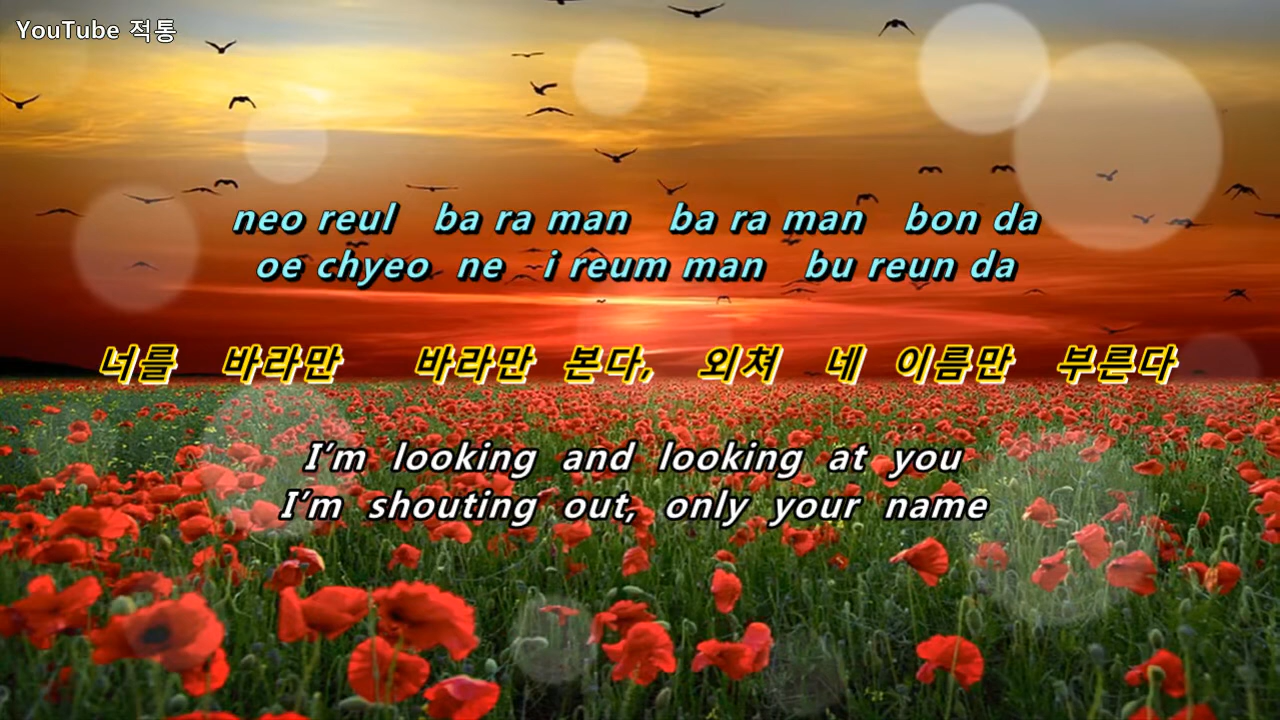 YouTube 적통
neo reul ba ra man ba ra man bon da
oe chyeo ne i reum man bu reun da
너를 바라만 바라만 본다, 외쳐 네 이름만 부른다
I'm looking and looking at you
I'm shouting out, only your name